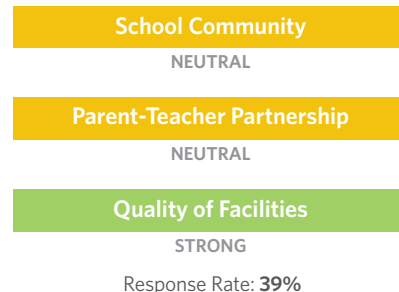 School Community
NEUTRAL
Parent-Teacher Partnership
NEUTRAL
Quality of Facilities
STRONG
Response Rate: 39%